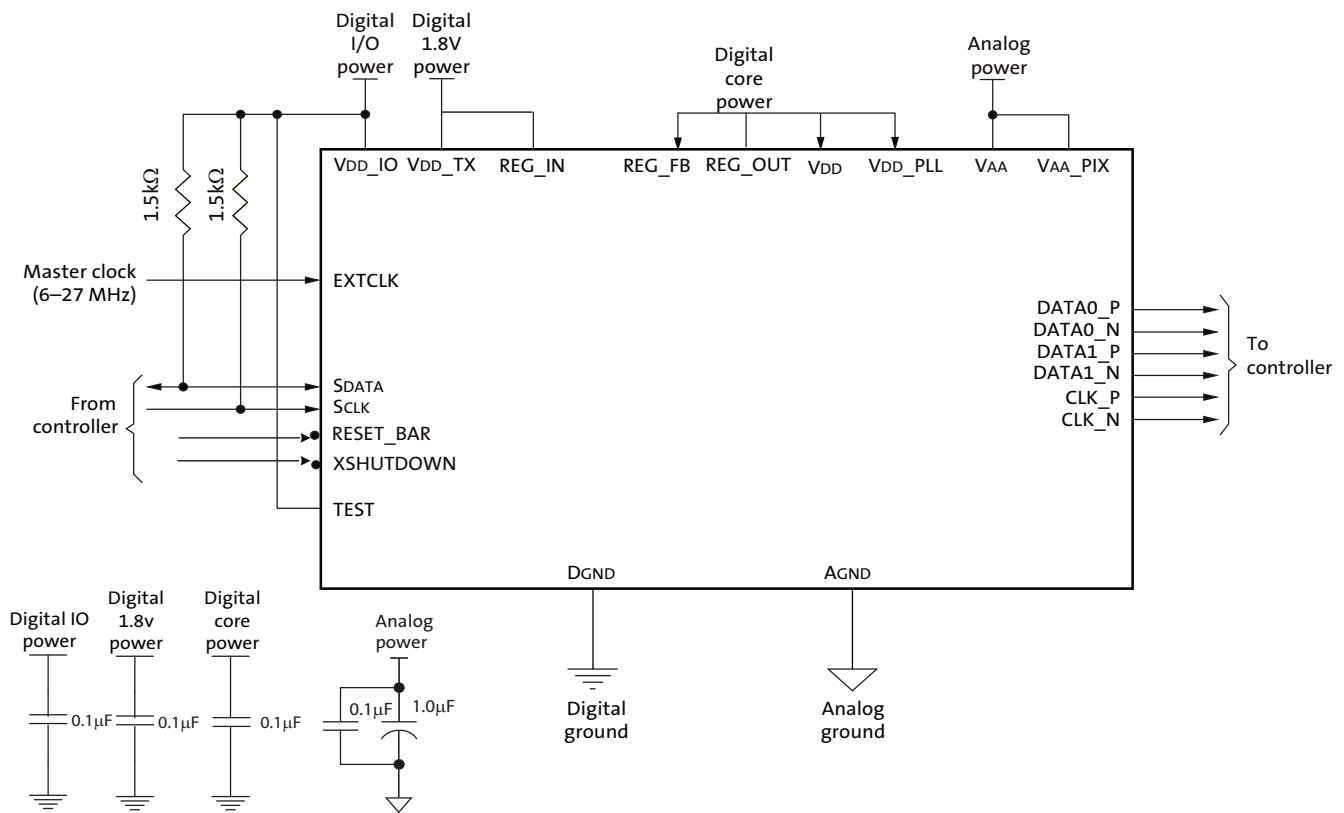 Digital
I/O
power
Digital
1.8V
power
Digital
core
power
Analog
power
VDD_IO
VDD_TX
REG_IN
REG_FB
REG_OUT
VDD
VDD_PLL
VAA
VAA_PIX
1.5kΩ
1.5kΩ
Master clock
(6–27 MHz)
EXTCLK
From
controller
SDATA
SCLK
RESET_BAR
XSHUTDOWN
TEST
DATA0_P
DATA0_N
DATA1_P
DATA1_N
CLK_P
CLK_N
To
controller
DGND
AGND
Digital
ground
Analog
ground
Digital IO
power
Digital
1.8v
power
Digital
core
power
Analog
power
0.1µF
0.1µF
0.1µF
0.1µF
1.0µF